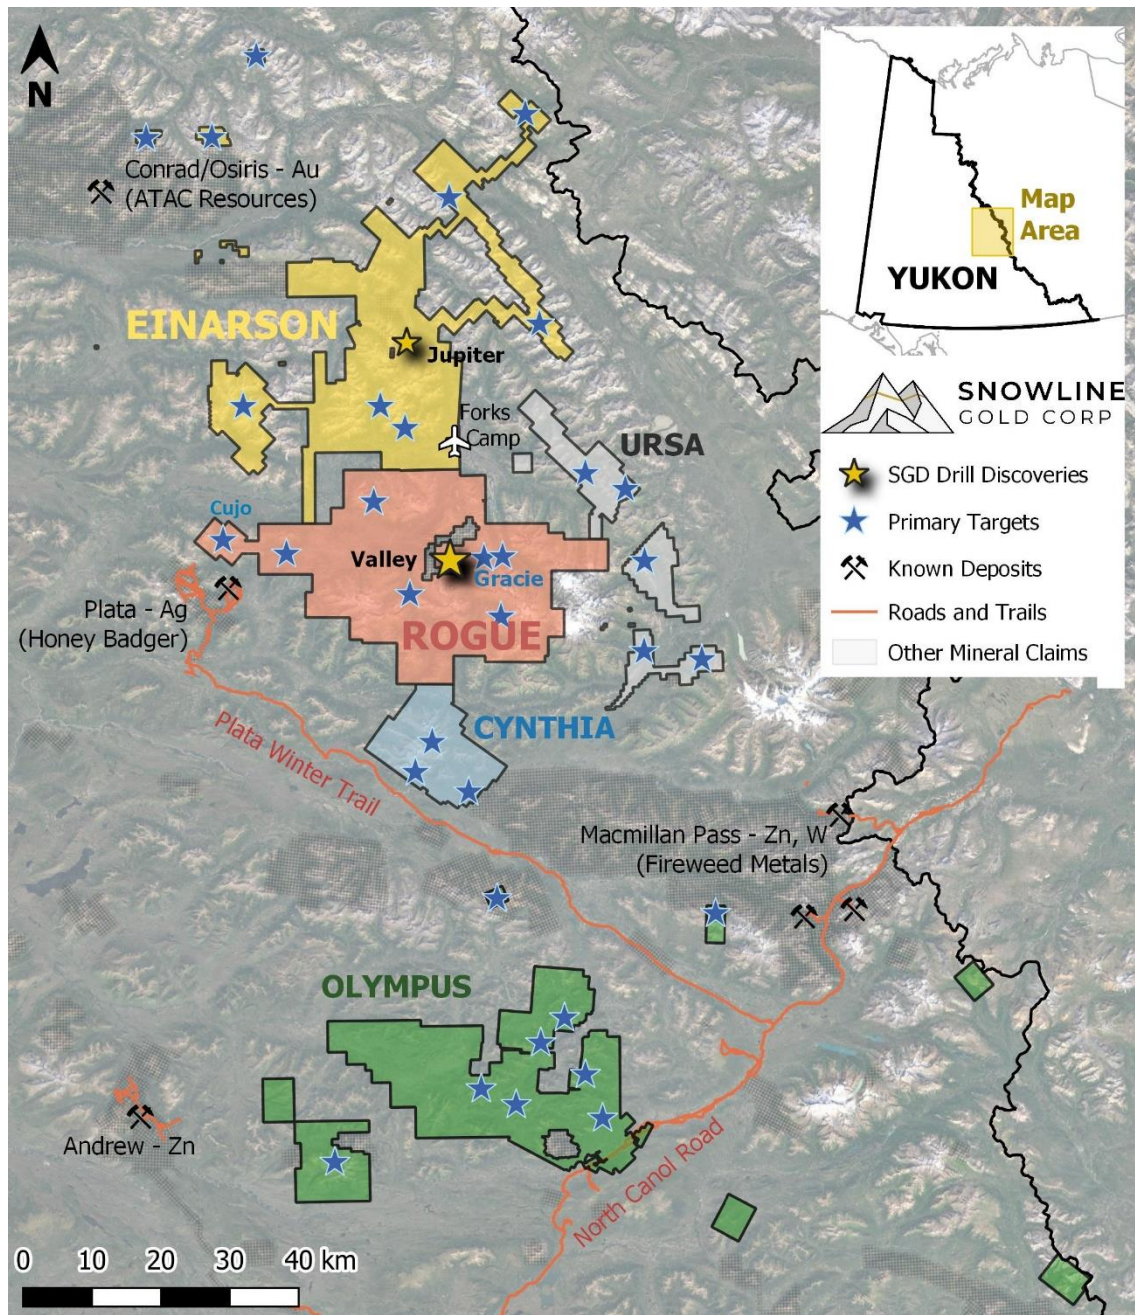 N
Conrad/Osiris - Au
(ATAC Resources)
EINARSON
Jupiter
Forks
Camp
URSA
Cujo
Valley
Gracie
Plata - Ag
(Honey Badger)
ROGUE
CYNTHIA
Plata Winter Trail
Macmillan Pass - Zn, W
(Fireweed Metals)
OLYMPUS
Andrew - Zn
North Canol Road
0 10 20 30 40 km
Map
Area
YUKON
SNOWLINE
GOLD CORP
SGD Drill Discoveries
Primary Targets
Known Deposits
Roads and Trails
Other Mineral Claims